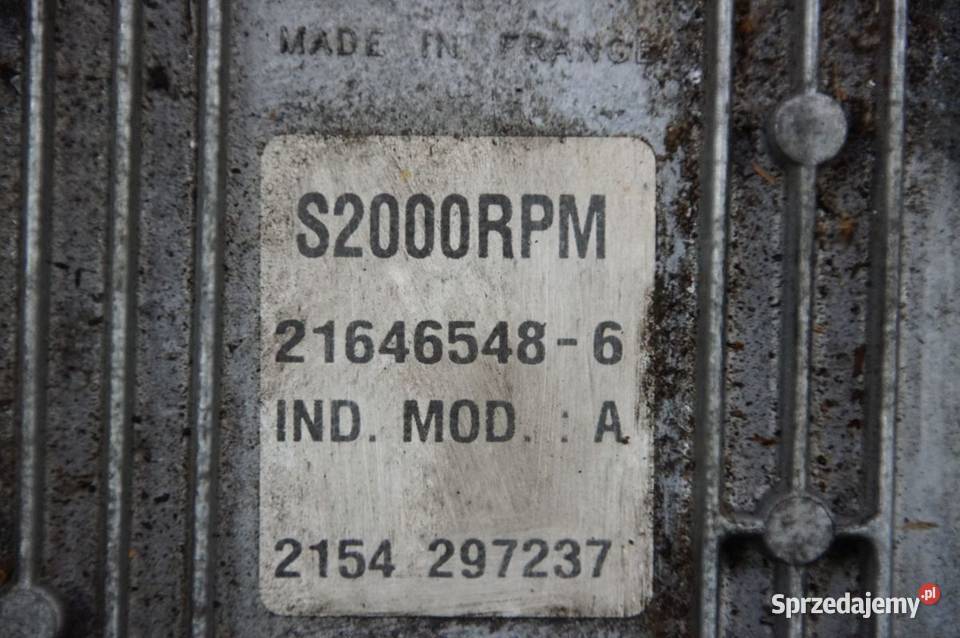 MADE IN FRANCE
S2000RPM
21646548-6
IND. MOD. : A
2154 297237
Sprzedajemy.pl